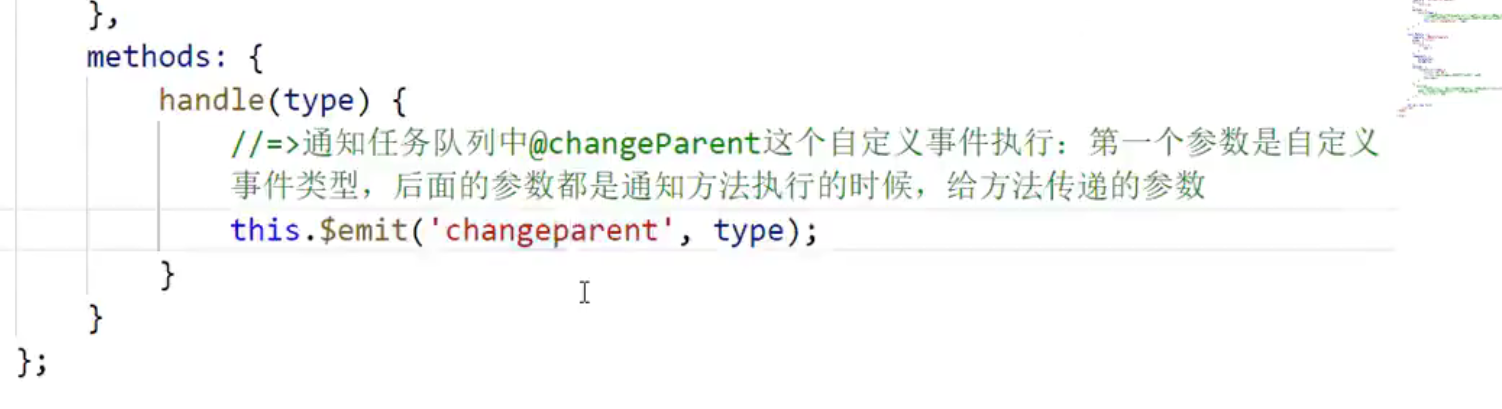 },
methods: {
handle(type) {
//=>通知任务队列中@changeParent这个自定义事件执行：第一个参数是自定义
事件类型，后面的参数都是通知方法执行的时候，给方法传递的参数
this.$emit('changeparent', type);
}
}
};